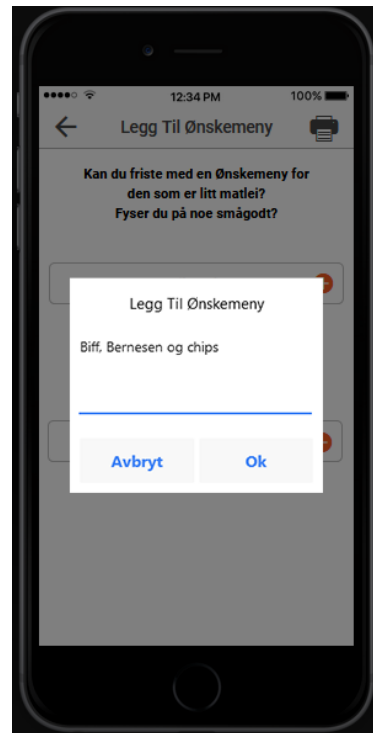 12:34 PM
100%
Legg Til Ønskemeny
Kan du friste med en Ønskemeny for
den som er litt matlei?
Fyser du på noe smågodt?
Legg Til Ønskemeny
Biff, Bernesen og chips
Avbryt
Ok